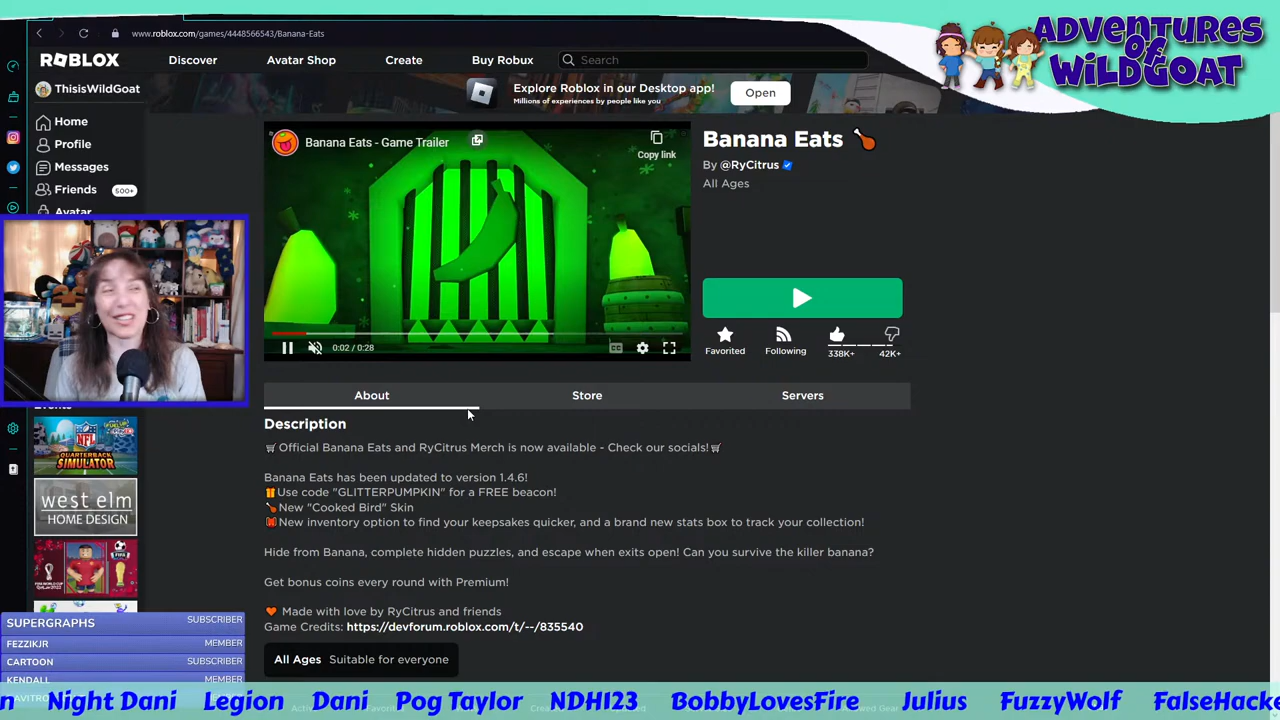 www.roblox.com/games/4448566543/Banana-Eats
ADVENTURES
OF
WILDGOAT
ROBLOX
Discover
Avatar Shop
Create
Buy Robux
Search
ThisisWildGoat
Home
Profile
Messages
Friends
500+
Avatar
Explore Roblox in our Desktop app!
Millions of experiences by people like you
Open
Banana Eats - Game Trailer
Copy link
0:02 / 0:28
Banana Eats 🍗
By @RyCitrus
All Ages
Favorited
Following
338K+
42K+
About
Store
Servers
Description
🛒 Official Banana Eats and RyCitrus Merch is now available - Check our socials!🛒
Banana Eats has been updated to version 1.4.6!
🎁Use code "GLITTERPUMPKIN" for a FREE beacon!
🍗New "Cooked Bird" Skin
🎒New inventory option to find your keepsakes quicker, and a brand new stats box to track your collection!
Hide from Banana, complete hidden puzzles, and escape when exits open! Can you survive the killer banana?
Get bonus coins every round with Premium!
🧡 Made with love by RyCitrus and friends
Game Credits: https://devforum.roblox.com/t/--/835540
All Ages Suitable for everyone
Events
NFL
QUARTERBACK
SIMULATOR
west elm
HOME DESIGN
FIFA
SUPERGRAPHS SUBSCRIBER
FEZZIKJR MEMBER
CARTOON SUBSCRIBER
KENDALL MEMBER
Night Dani Legion Dani Pog Taylor NDH123 BobbyLovesFire Julius FuzzyWolf FalseHack